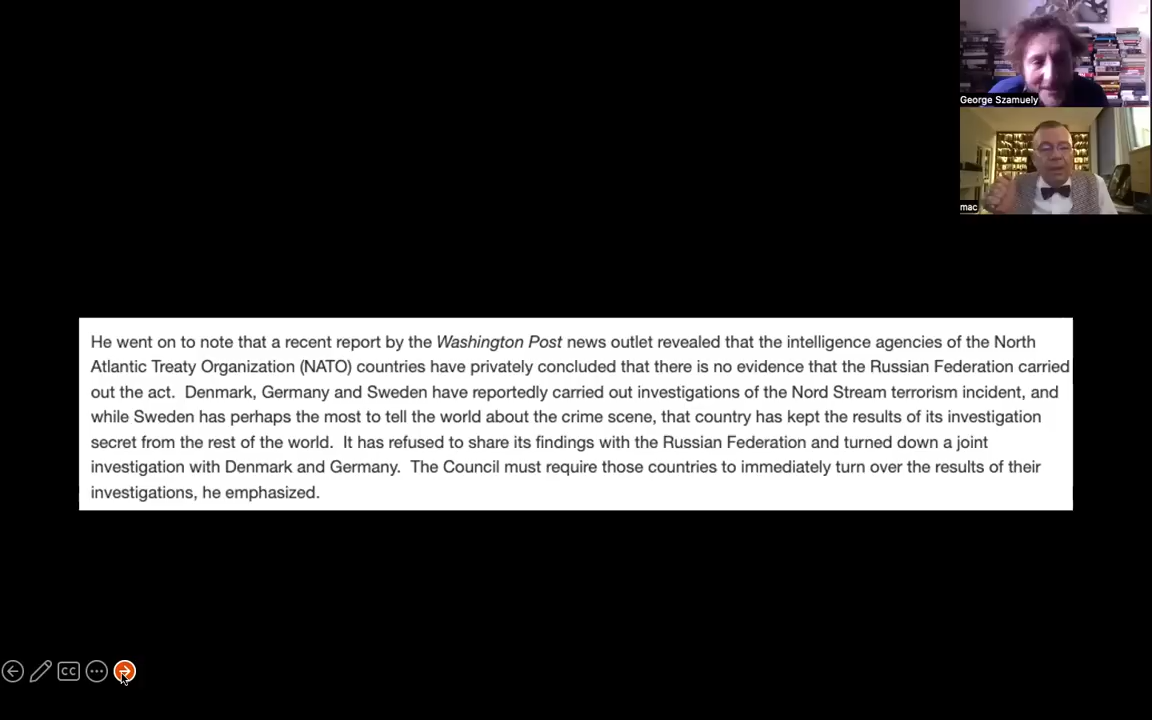 George Szamuely
mac
He went on to note that a recent report by the Washington Post news outlet revealed that the intelligence agencies of the North
Atlantic Treaty Organization (NATO) countries have privately concluded that there is no evidence that the Russian Federation carried
out the act.  Denmark, Germany and Sweden have reportedly carried out investigations of the Nord Stream terrorism incident, and
while Sweden has perhaps the most to tell the world about the crime scene, that country has kept the results of its investigation
secret from the rest of the world.  It has refused to share its findings with the Russian Federation and turned down a joint
investigation with Denmark and Germany.  The Council must require those countries to immediately turn over the results of their
investigations, he emphasized.
CC